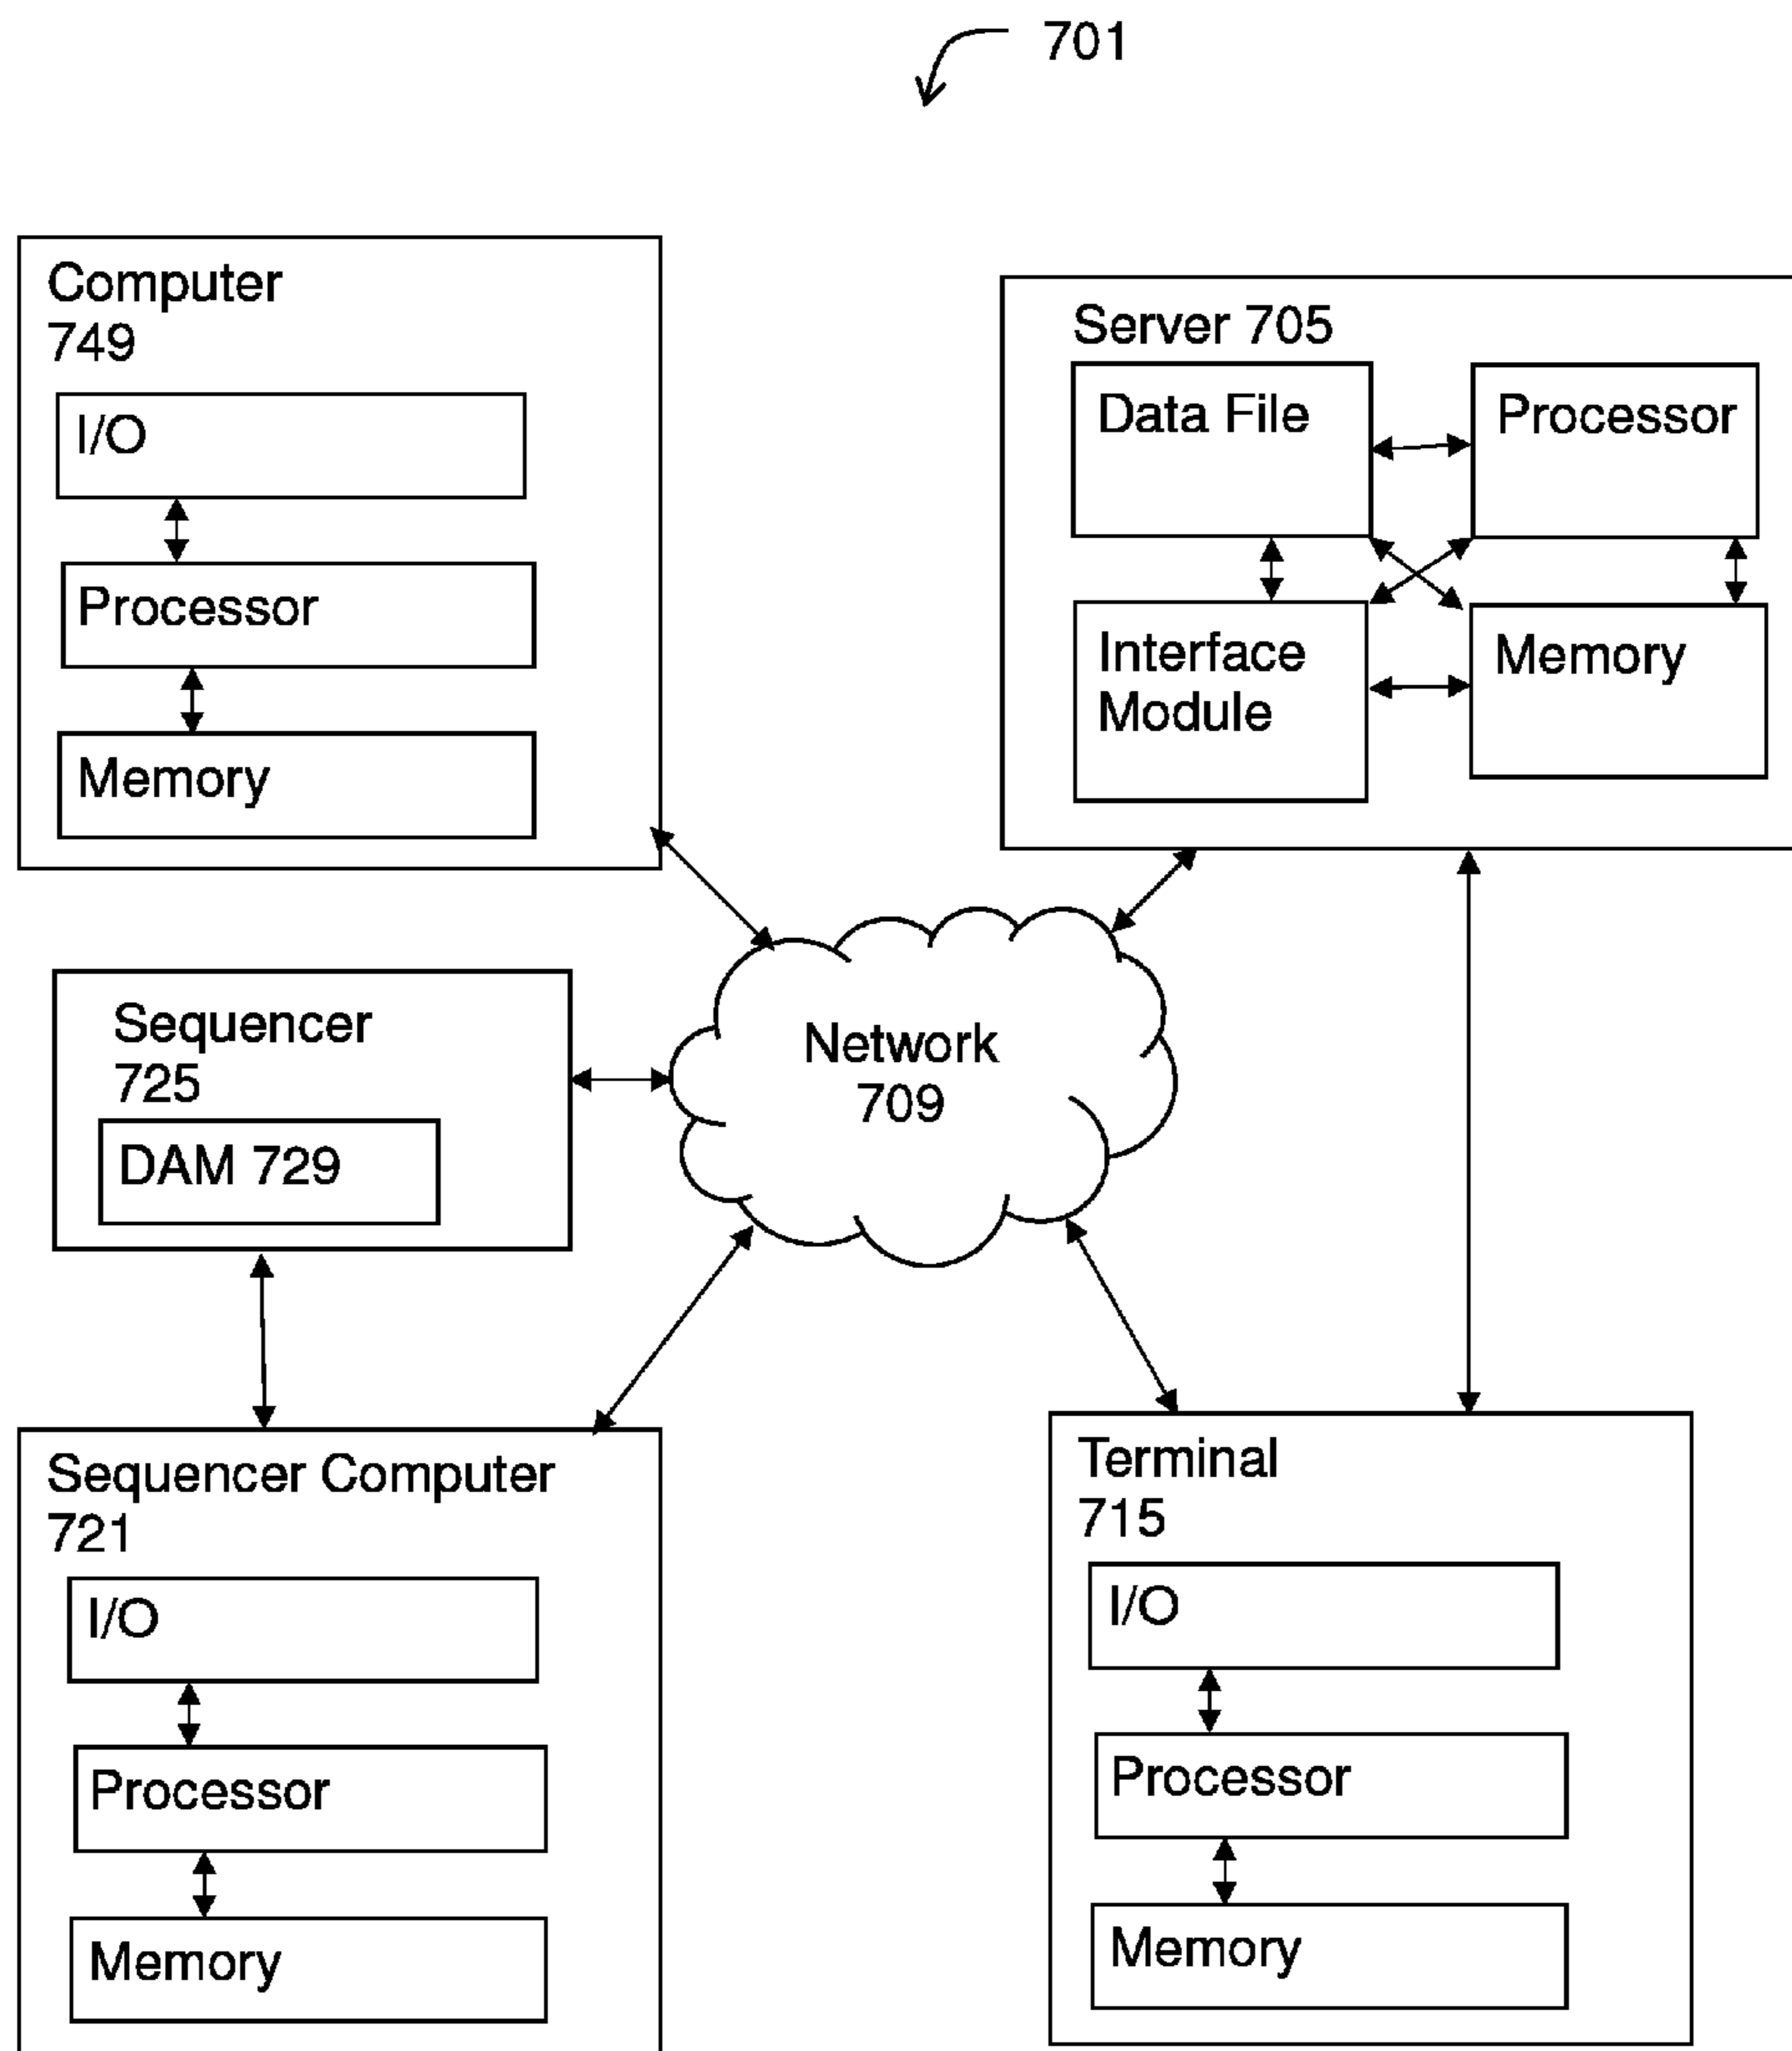 701
Computer
749
I/O
Processor
Memory
Server 705
Data File
Processor
Interface
Module
Memory
Sequencer
725
DAM 729
Network
709
Sequencer Computer
721
I/O
Processor
Memory
Terminal
715
I/O
Processor
Memory